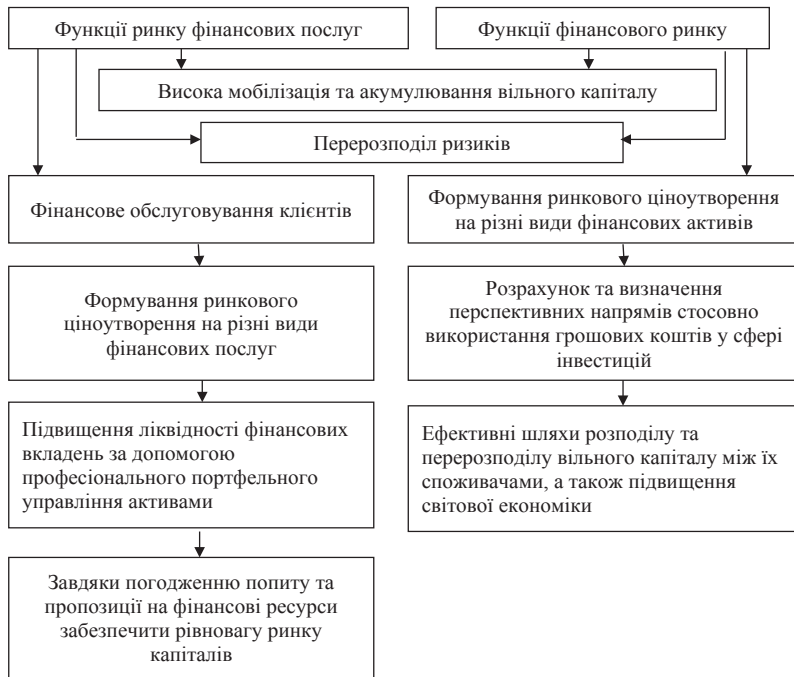 Функції ринку фінансових послуг
Функції фінансового ринку
Висока мобілізація та акумулювання вільного капіталу
Перерозподіл ризиків
Фінансове обслуговування клієнтів
Формування ринкового
ціноутворення на різні види
фінансових послуг
Підвищення ліквідності фінансових
вкладень за допомогою
професіонального портфельного
управління активами
Завдяки погодженню попиту та
пропозиції на фінансові ресурси
забезпечити рівновагу ринку
капіталів
Формування ринкового ціноутворення
на різні види фінансових активів
Розрахунок та визначення
перспективних напрямів стосовно
використання грошових коштів у сфері
інвестицій
Ефективні шляхи розподілу та
перерозподілу вільного капіталу між їх
споживачами, а також підвищення
світової економіки